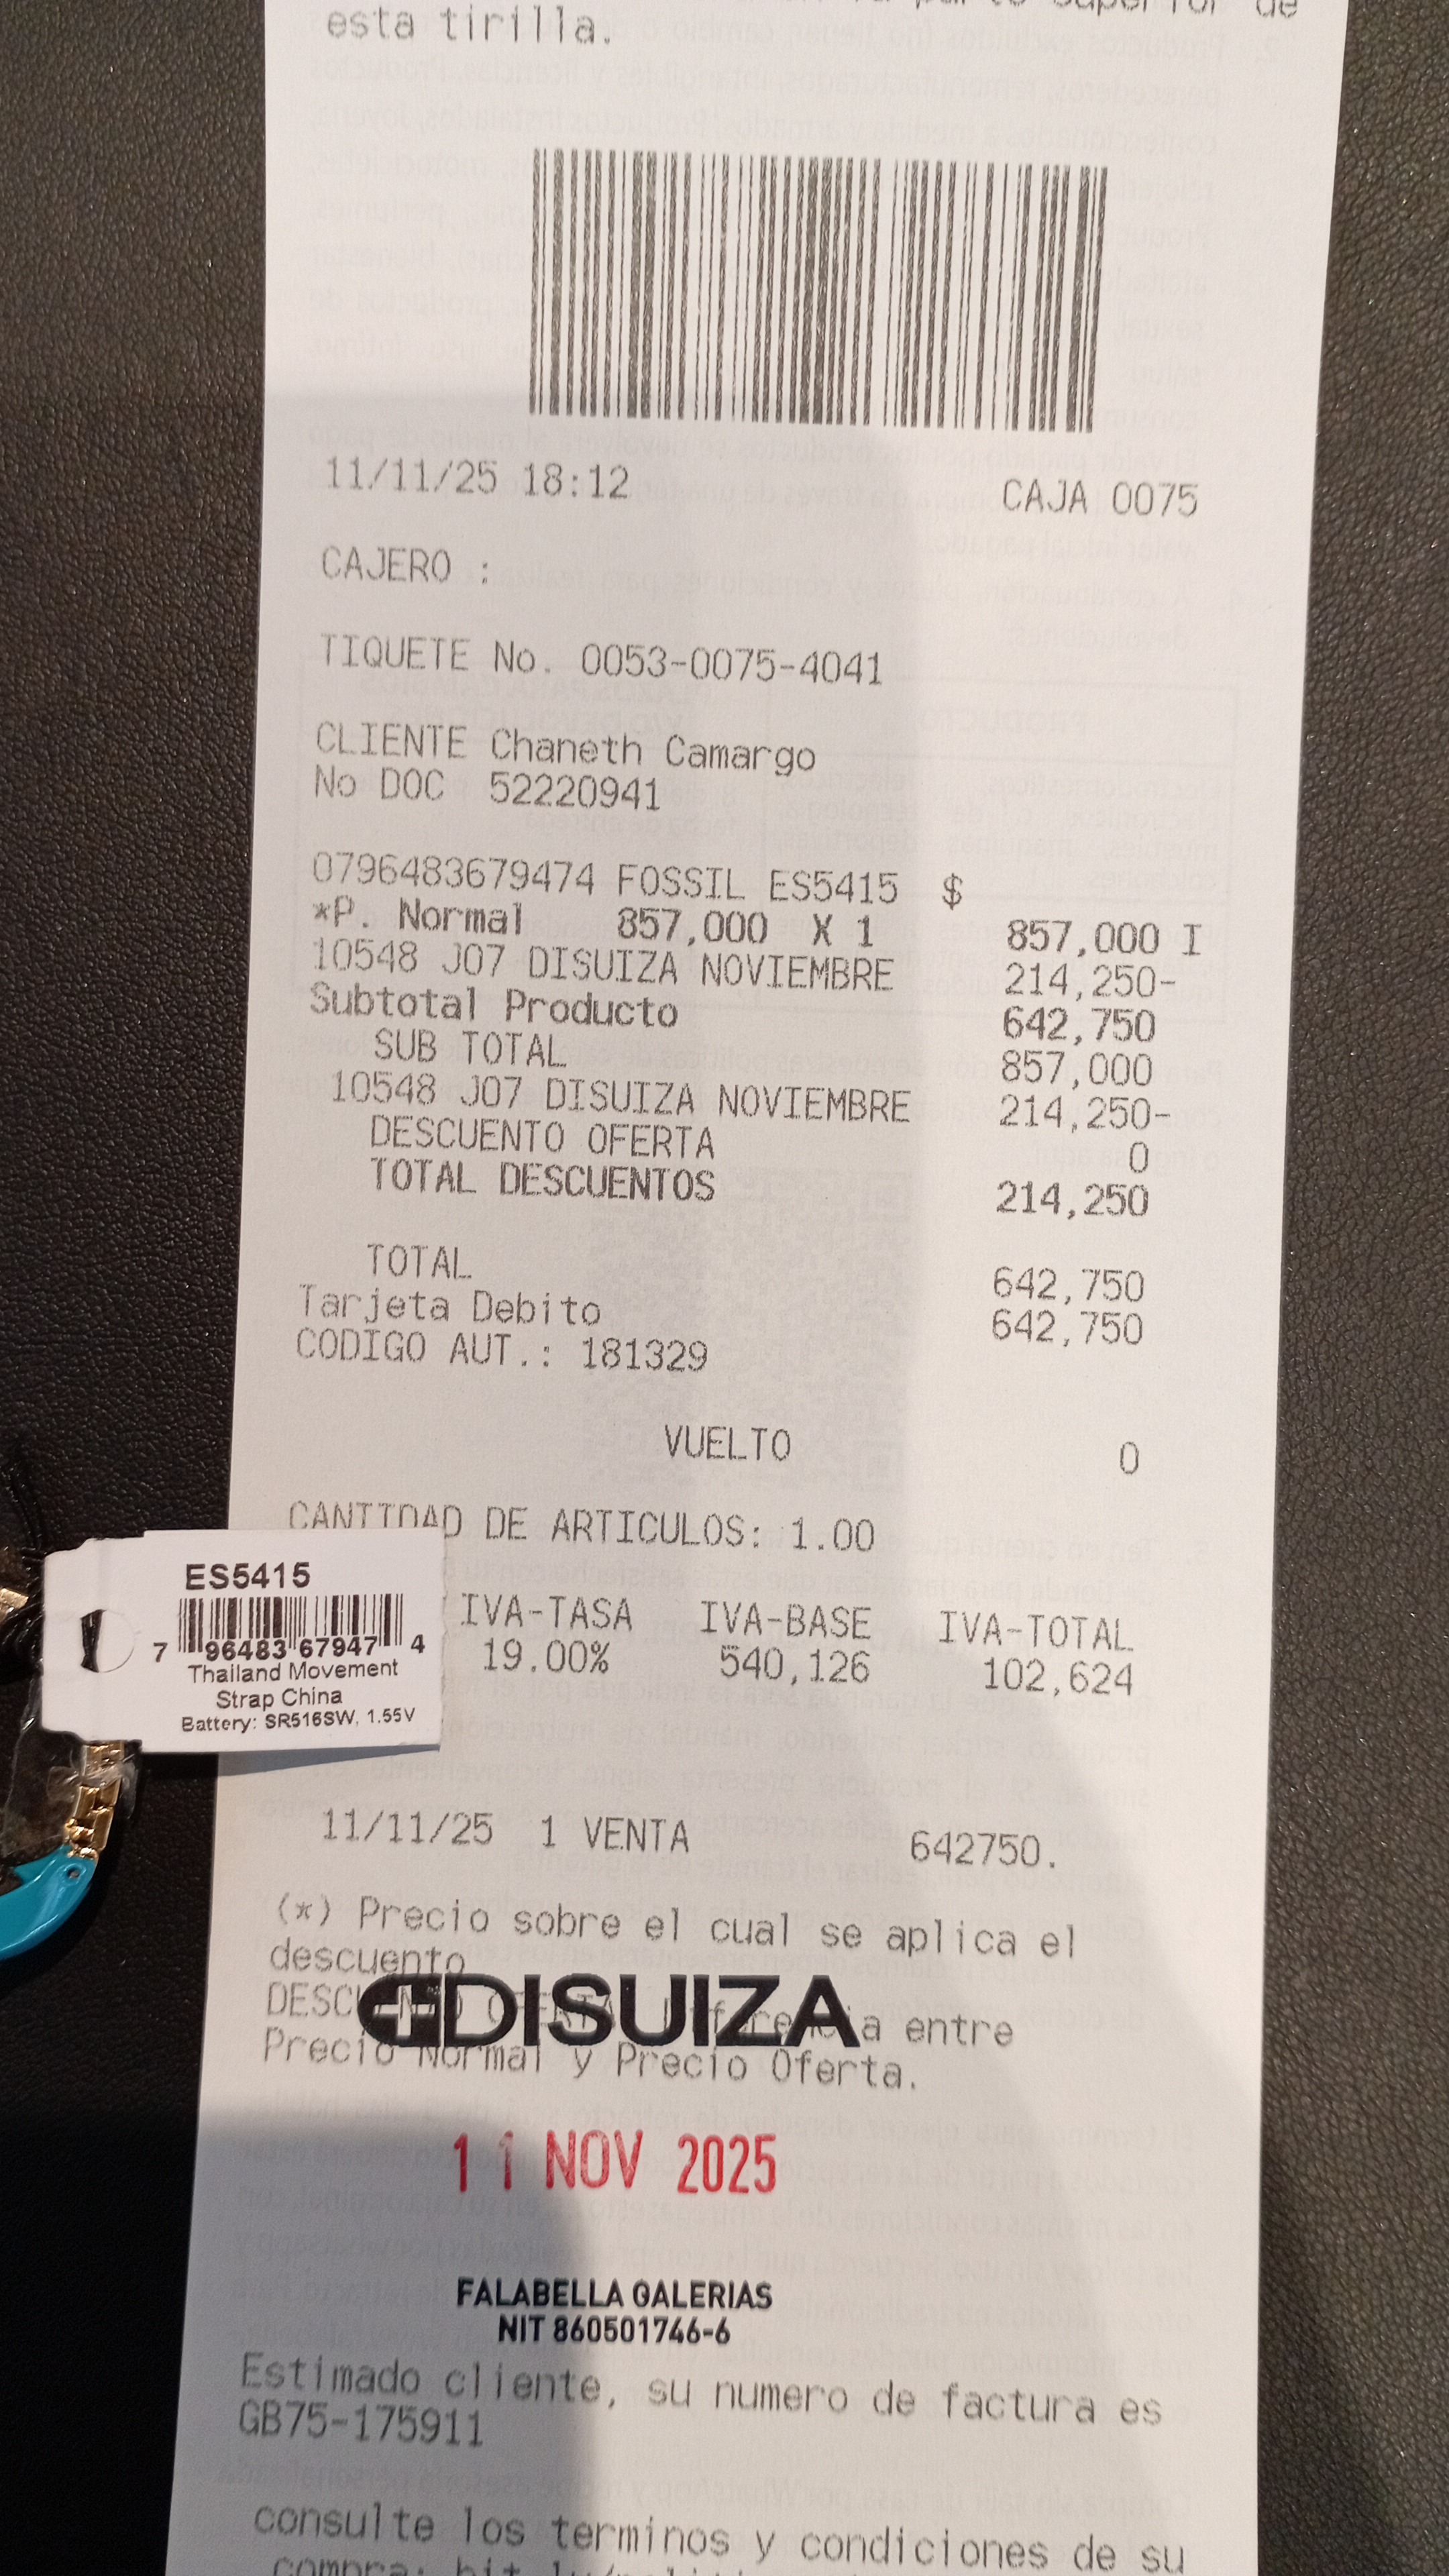 superior de
esta tirilla.
11/11/25 18:12 CAJA 0075
CAJERO :
TIQUETE No. 0053-0075-4041
CLIENTE Chaneth Camargo
No DOC 52220941
0796483679474 FOSSIL ES5415 $
*P. Normal 857,000 X 1 857,000 I
10548 J07 DISUIZA NOVIEMBRE 214,250-
Subtotal Producto 642,750
SUB TOTAL 857,000
10548 J07 DISUIZA NOVIEMBRE 214,250-
DESCUENTO OFERTA 0
TOTAL DESCUENTOS 214,250
TOTAL 642,750
Tarjeta Debito 642,750
CODIGO AUT.: 181329
VUELTO 0
CANTIDAD DE ARTICULOS: 1.00
IVA-TASA IVA-BASE IVA-TOTAL
19.00% 540,126 102,624
ES5415
7 96483 67947 4
Thailand Movement
Strap China
Battery: SR516SW, 1.55V
11/11/25 1 VENTA 642750.
(*) Precio sobre el cual se aplica el
descuento
DISUIZA
entre
Precio Normal y Precio Oferta.
11 NOV 2025
FALABELLA GALERIAS
NIT 860501746-6
Estimado cliente, su numero de factura es
GB75-175911
consulte los terminos y condiciones de su
compra: